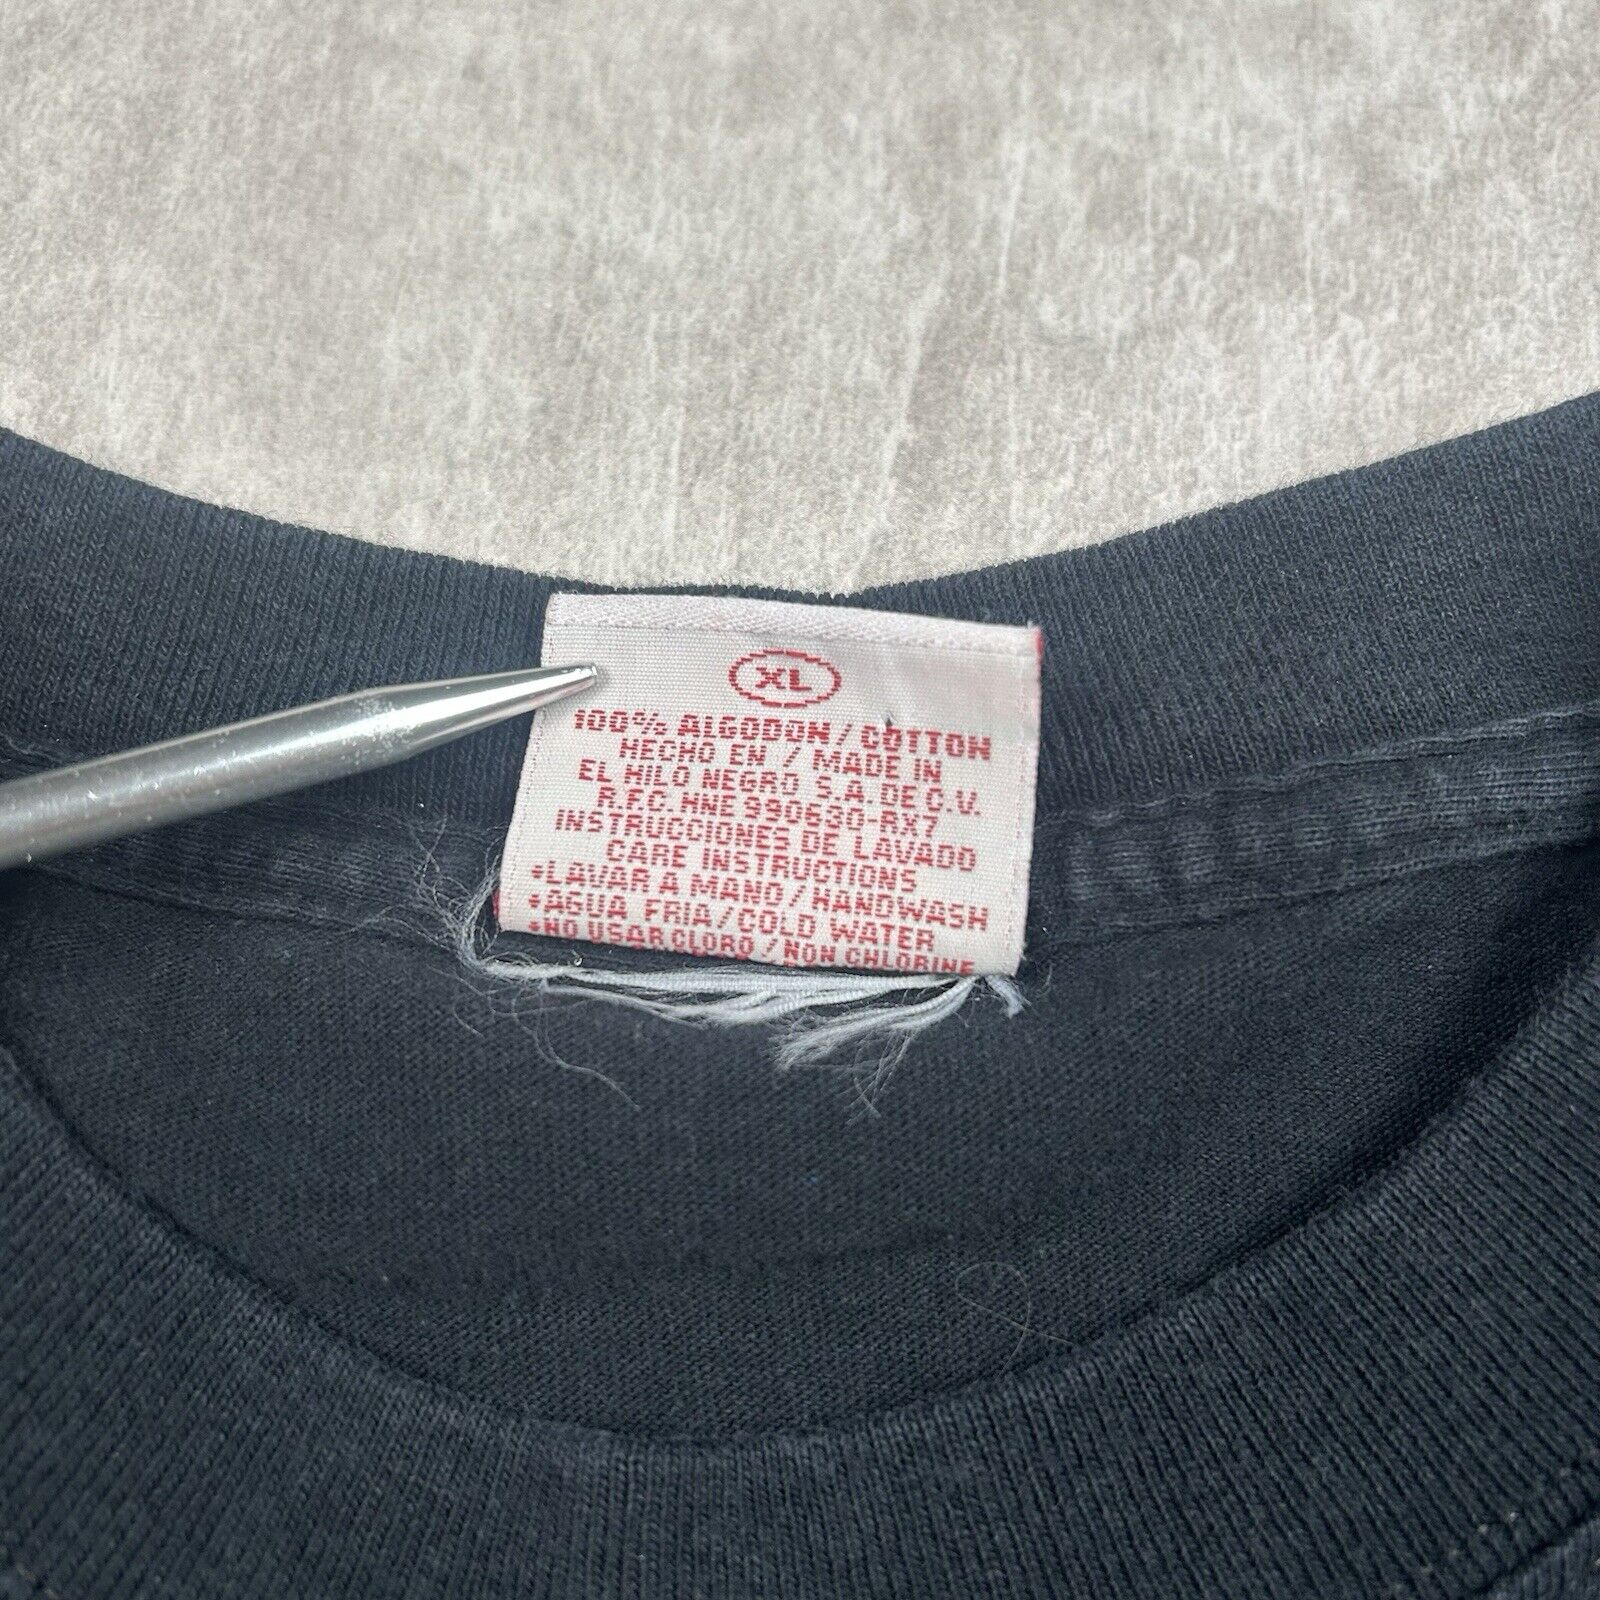 XL
100% ALGODON/COTTON
HECHO EN / MADE IN
EL HILO NEGRO S.A. DE C.V.
R.F.C. HNE 990630-RX7
INSTRUCCIONES DE LAVADO
CARE INSTRUCTIONS
*LAVAR A MANO/HANDWASH
*AGUA FRIA/COLD WATER
*NO USAR CLORO/NON CHLORINE